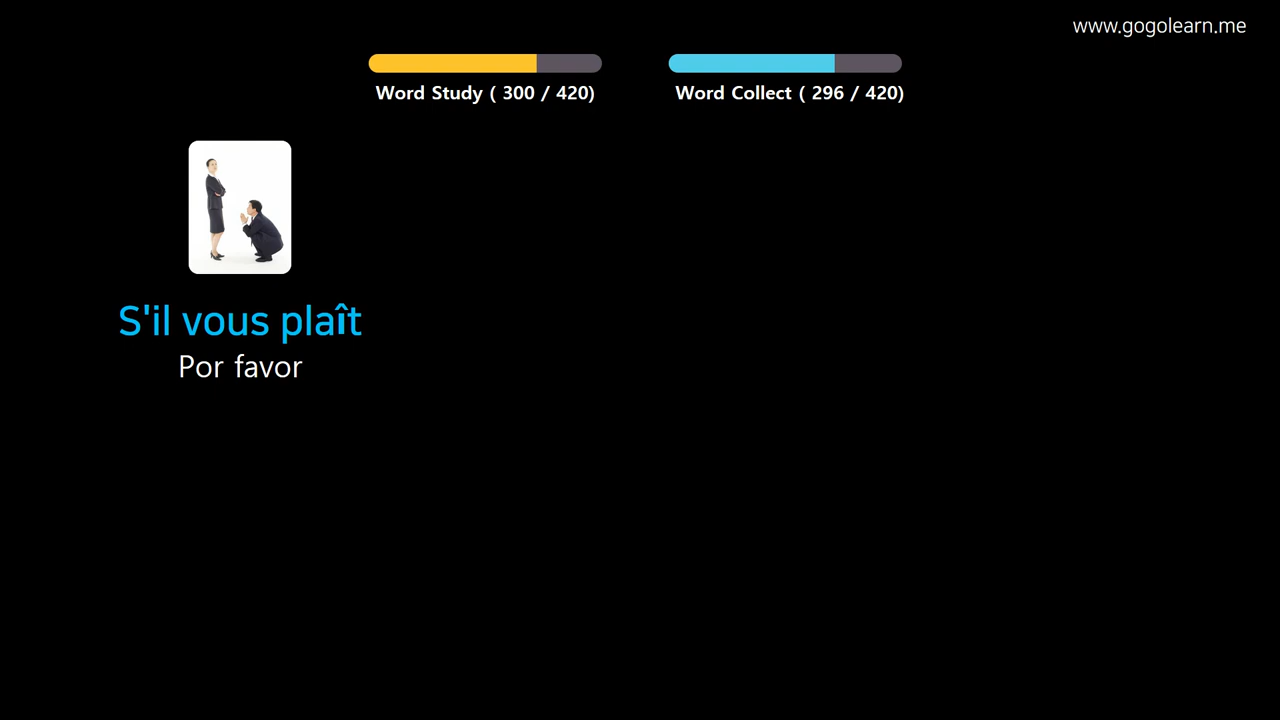 www.gogolearn.me
Word Study ( 300 / 420)
Word Collect ( 296 / 420)
S'il vous plaît
Por favor